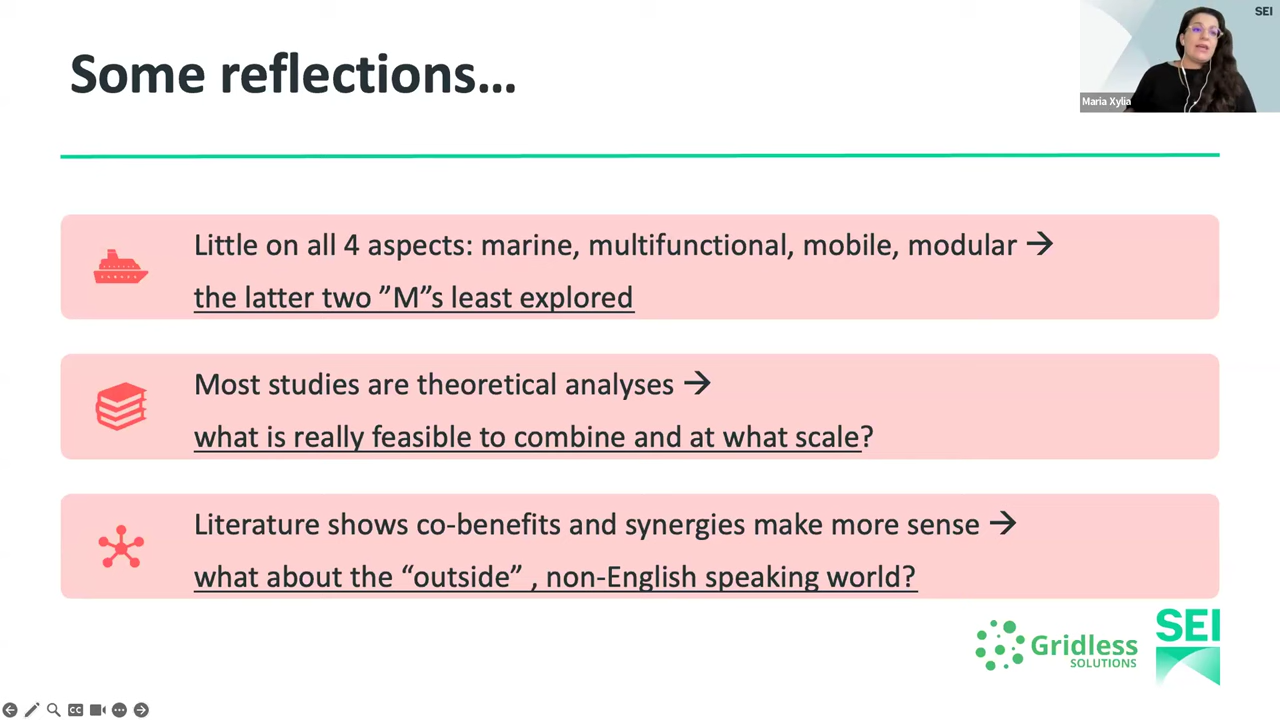 SEI
Some reflections...
Maria Xylia
Little on all 4 aspects: marine, multifunctional, mobile, modular →
the latter two ”M”s least explored
Most studies are theoretical analyses →
what is really feasible to combine and at what scale?
Literature shows co-benefits and synergies make more sense →
what about the “outside” , non-English speaking world?
Gridless
SOLUTIONS
SEI
CC